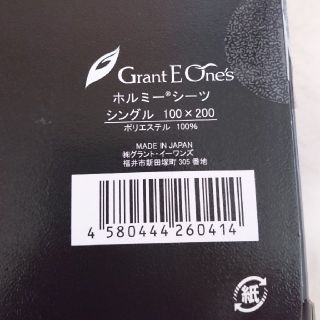 Grant E One's
ホルミー®シーツ
シングル 100×200
ポリエステル 100%
MADE IN JAPAN
㈱グラント・イーワンズ
福井市新田塚町 305 番地
4 580444 260414
紙